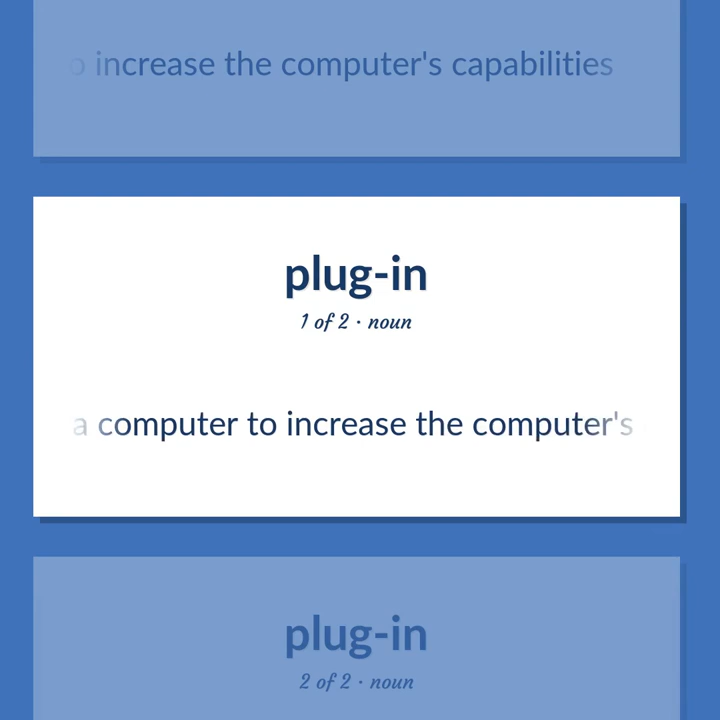 increase the computer's capabilities
plug-in
1 of 2 · noun
a computer to increase the computer's
plug-in
2 of 2 · noun